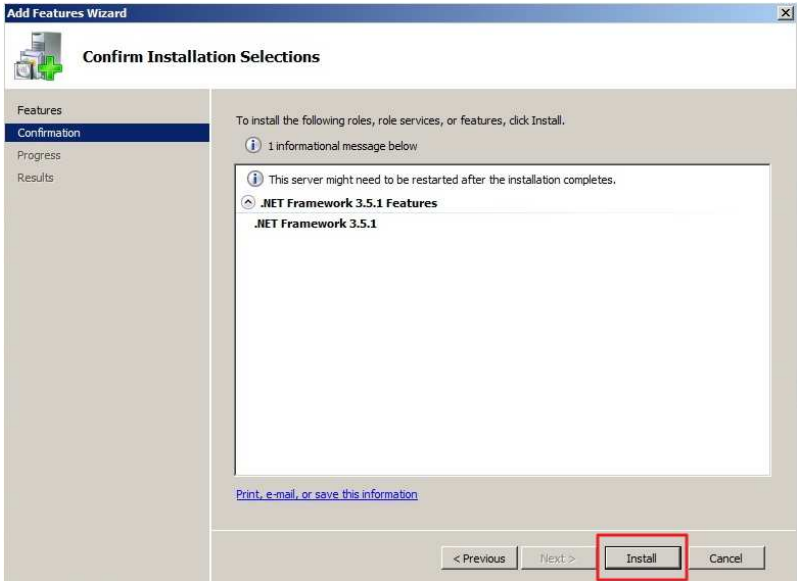 Add Features Wizard
Confirm Installation Selections
Features
Confirmation
Progress
Results
To install the following roles, role services, or features, click Install.
1 informational message below
This server might need to be restarted after the installation completes.
.NET Framework 3.5.1 Features
.NET Framework 3.5.1
Print, e-mail, or save this information
< Previous
Next >
Install
Cancel